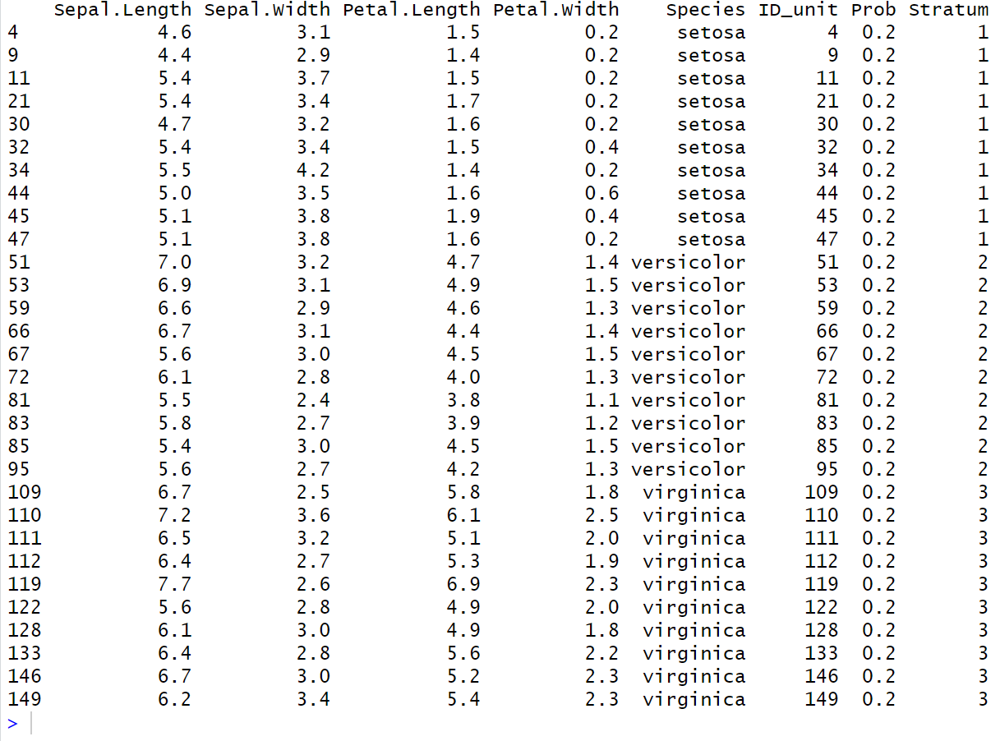 Sepal.Length Sepal.Width Petal.Length Petal.Width Species ID_unit Prob Stratum
4 4.6 3.1 1.5 0.2 setosa 4 0.2 1
9 4.4 2.9 1.4 0.2 setosa 9 0.2 1
11 5.4 3.7 1.5 0.2 setosa 11 0.2 1
21 5.4 3.4 1.7 0.2 setosa 21 0.2 1
30 4.7 3.2 1.6 0.2 setosa 30 0.2 1
32 5.4 3.4 1.5 0.4 setosa 32 0.2 1
34 5.5 4.2 1.4 0.2 setosa 34 0.2 1
44 5.0 3.5 1.6 0.6 setosa 44 0.2 1
45 5.1 3.8 1.9 0.4 setosa 45 0.2 1
47 5.1 3.8 1.6 0.2 setosa 47 0.2 1
51 7.0 3.2 4.7 1.4 versicolor 51 0.2 2
53 6.9 3.1 4.9 1.5 versicolor 53 0.2 2
59 6.6 2.9 4.6 1.3 versicolor 59 0.2 2
66 6.7 3.1 4.4 1.4 versicolor 66 0.2 2
67 5.6 3.0 4.5 1.5 versicolor 67 0.2 2
72 6.1 2.8 4.0 1.3 versicolor 72 0.2 2
81 5.5 2.4 3.8 1.1 versicolor 81 0.2 2
83 5.8 2.7 3.9 1.2 versicolor 83 0.2 2
85 5.4 3.0 4.5 1.5 versicolor 85 0.2 2
95 5.6 2.7 4.2 1.3 versicolor 95 0.2 2
109 6.7 2.5 5.8 1.8 virginica 109 0.2 3
110 7.2 3.6 6.1 2.5 virginica 110 0.2 3
111 6.5 3.2 5.1 2.0 virginica 111 0.2 3
112 6.4 2.7 5.3 1.9 virginica 112 0.2 3
119 7.7 2.6 6.9 2.3 virginica 119 0.2 3
122 5.6 2.8 4.9 2.0 virginica 122 0.2 3
128 6.1 3.0 4.9 1.8 virginica 128 0.2 3
133 6.4 2.8 5.6 2.2 virginica 133 0.2 3
146 6.7 3.0 5.2 2.3 virginica 146 0.2 3
149 6.2 3.4 5.4 2.3 virginica 149 0.2 3
>